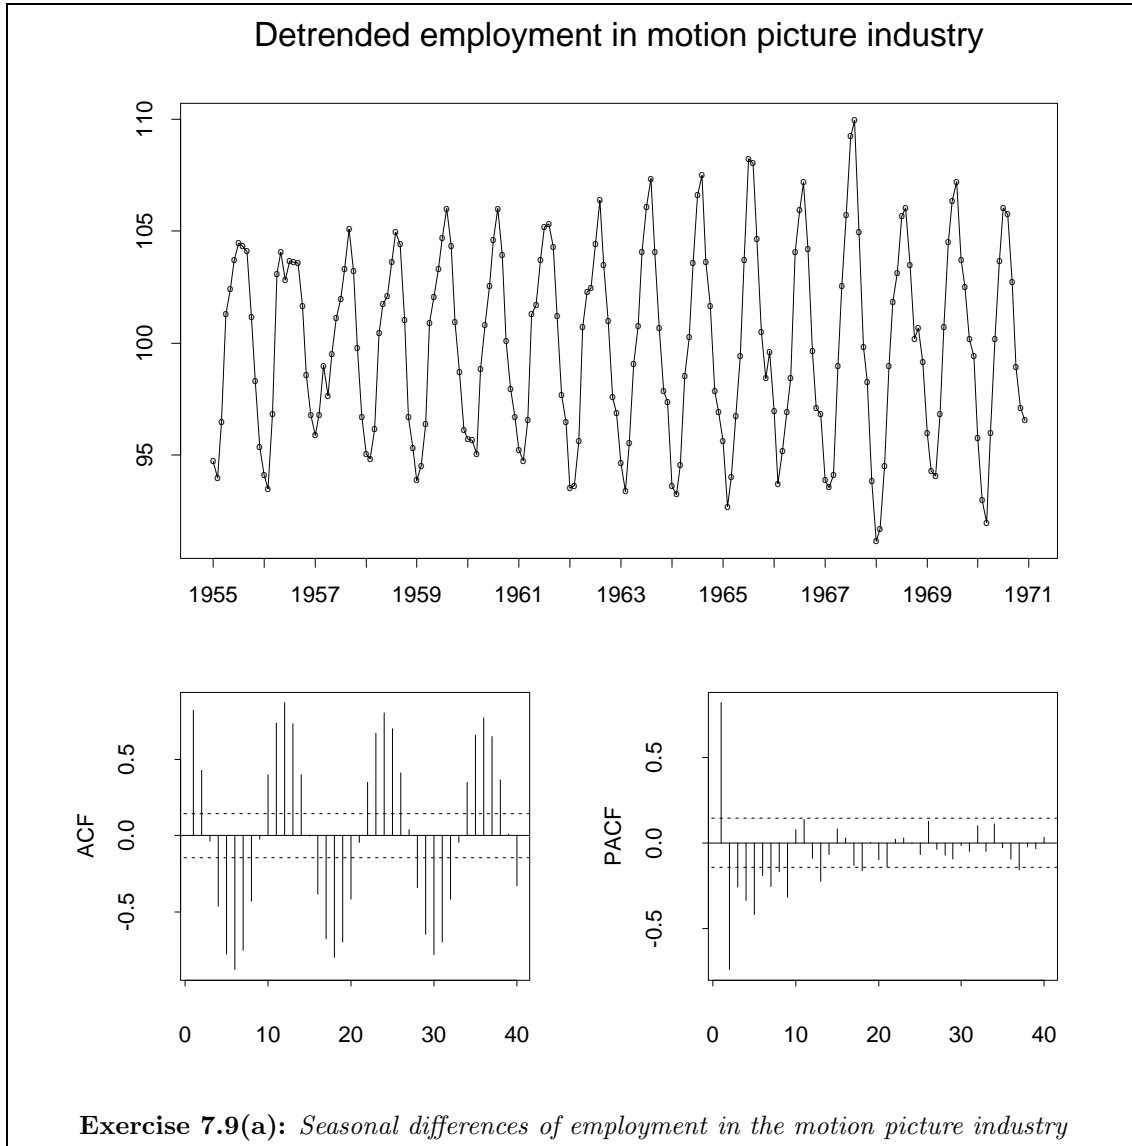 Detrended employment in motion picture industry
110
105
100
95
1955 1957 1959 1961 1963 1965 1967 1969 1971
ACF
0.5
0.0
-0.5
0 10 20 30 40
PACF
0.5
0.0
-0.5
0 10 20 30 40
Exercise 7.9(a): Seasonal differences of employment in the motion picture industry